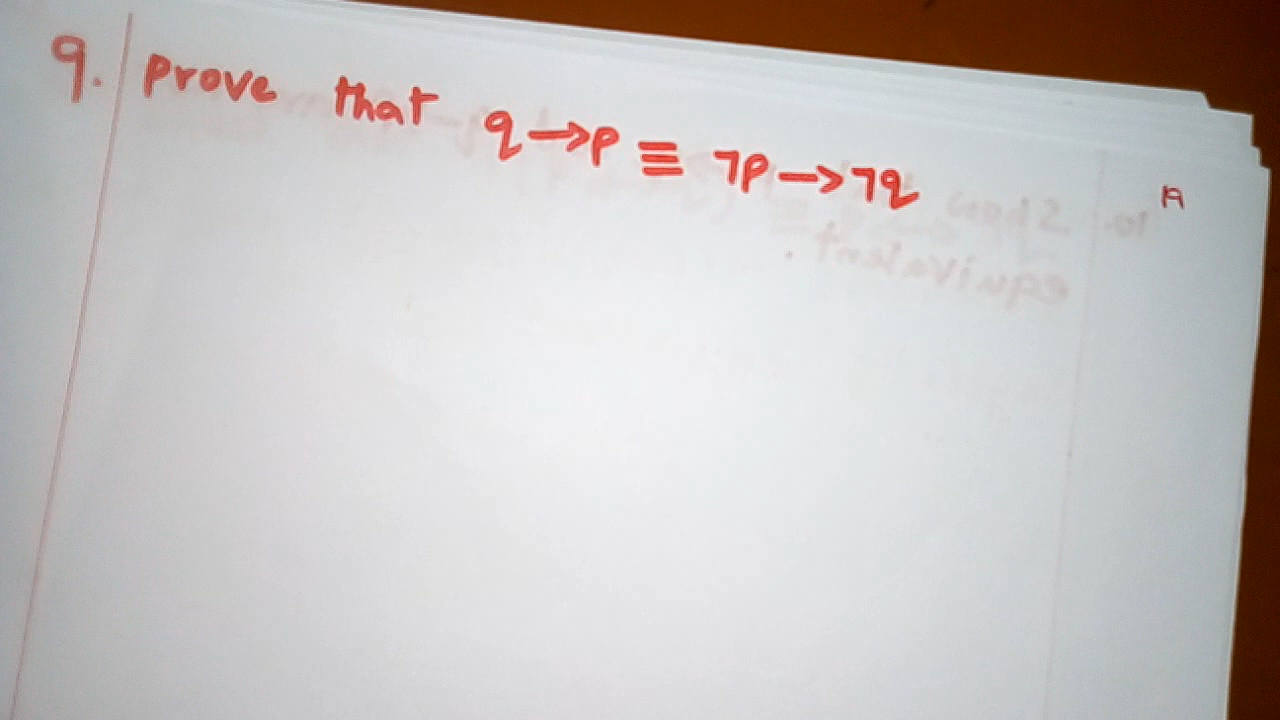 9. Prove that q→p ≡ ¬p→¬q